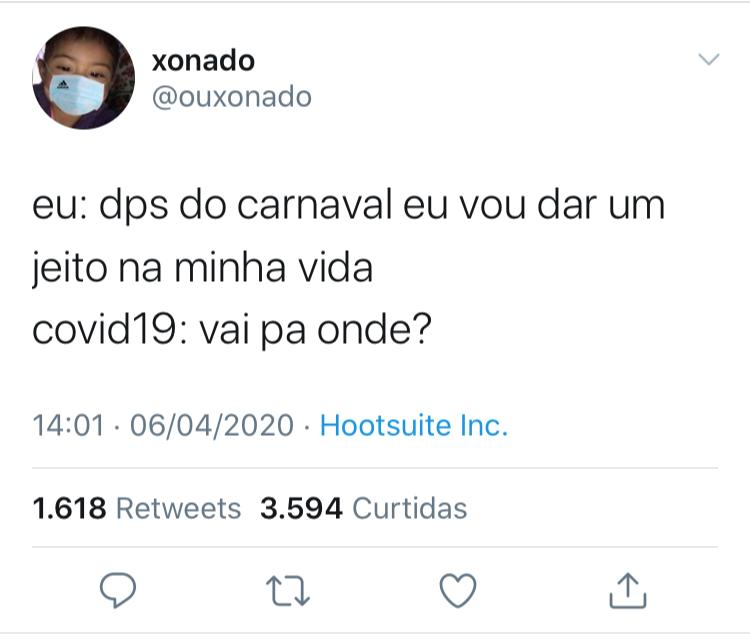 xonado
@ouxonado
eu: dps do carnaval eu vou dar um
jeito na minha vida
covid19: vai pa onde?
14:01 · 06/04/2020 · Hootsuite Inc.
1.618 Retweets 3.594 Curtidas